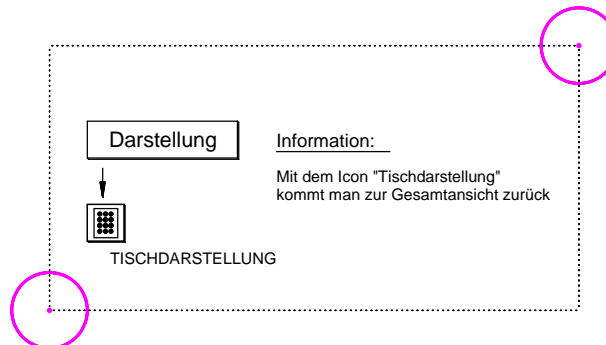 Darstellung
Information:
Mit dem Icon "Tischdarstellung"
kommt man zur Gesamtansicht zurück
TISCHDARSTELLUNG